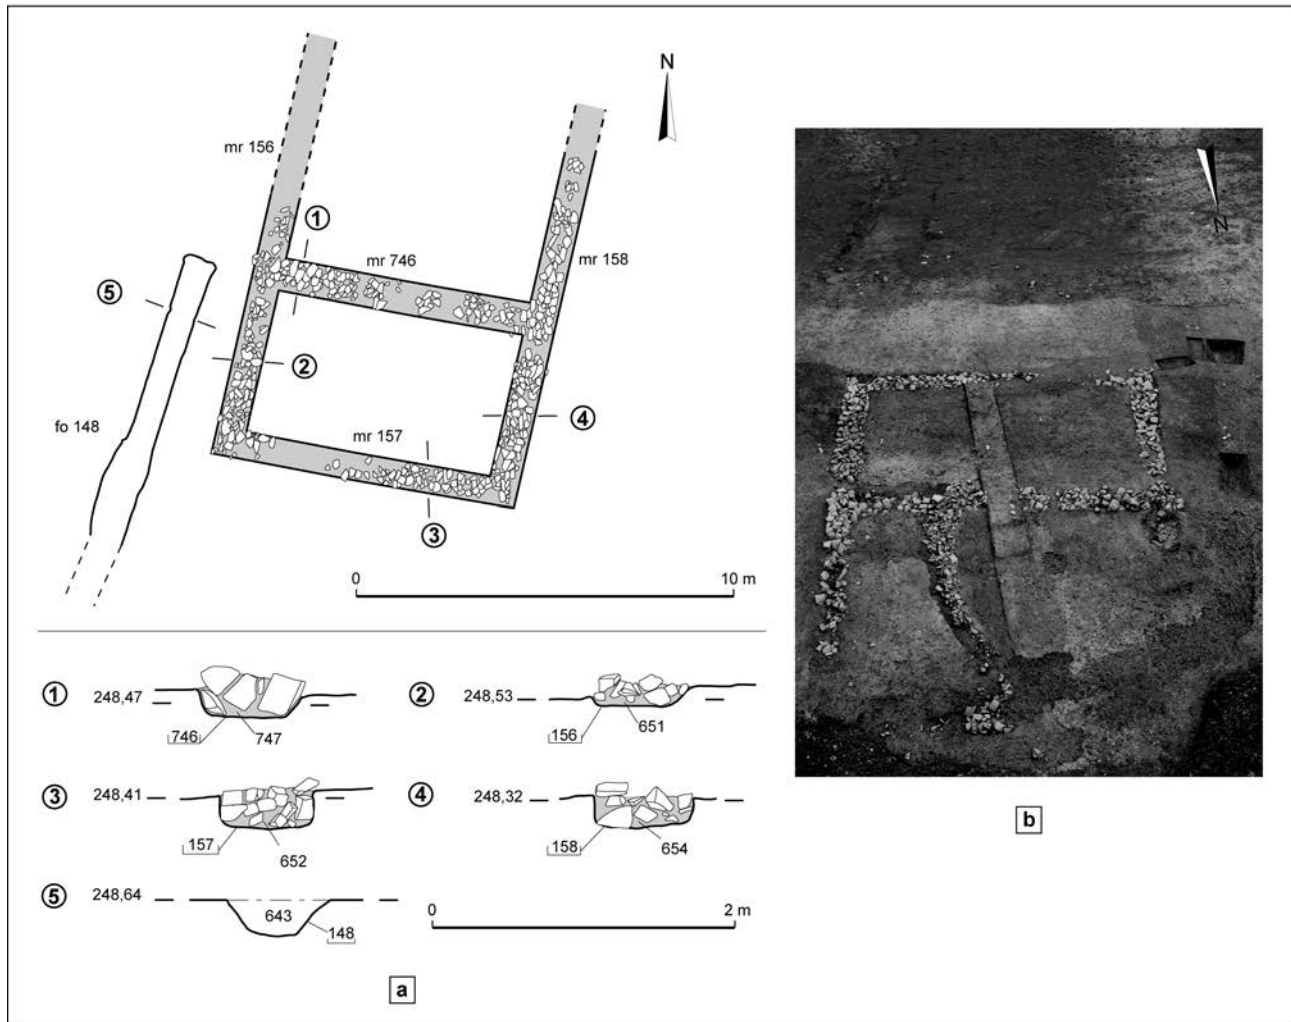 N
mr 156
①
mr 746
mr 158
⑤
②
④
fo 148
mr 157
③
0 10 m
① 248,47
746 747
② 248,53
156 651
③ 248,41
157 652
④ 248,32
158 654
⑤ 248,64
643
148
0 2 m
a
N
b